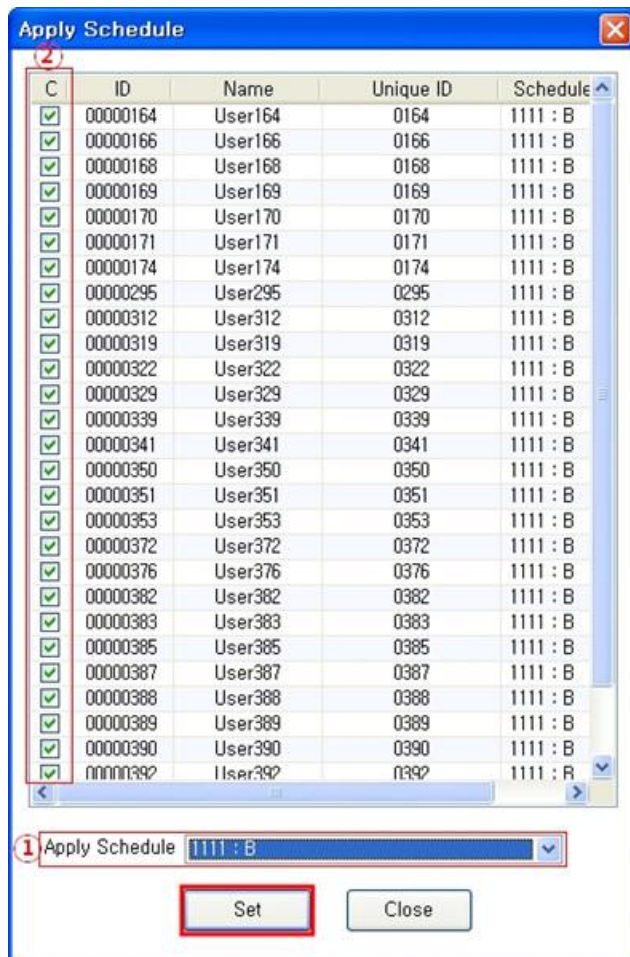 Apply Schedule
②
C ID Name Unique ID Schedule
00000164 User164 0164 1111 : B
00000166 User166 0166 1111 : B
00000168 User168 0168 1111 : B
00000169 User169 0169 1111 : B
00000170 User170 0170 1111 : B
00000171 User171 0171 1111 : B
00000174 User174 0174 1111 : B
00000295 User295 0295 1111 : B
00000312 User312 0312 1111 : B
00000319 User319 0319 1111 : B
00000322 User322 0322 1111 : B
00000329 User329 0329 1111 : B
00000339 User339 0339 1111 : B
00000341 User341 0341 1111 : B
00000350 User350 0350 1111 : B
00000351 User351 0351 1111 : B
00000353 User353 0353 1111 : B
00000372 User372 0372 1111 : B
00000376 User376 0376 1111 : B
00000382 User382 0382 1111 : B
00000383 User383 0383 1111 : B
00000385 User385 0385 1111 : B
00000387 User387 0387 1111 : B
00000388 User388 0388 1111 : B
00000389 User389 0389 1111 : B
00000390 User390 0390 1111 : B
00000392 User392 0392 1111 : B
① Apply Schedule 1111 : B
Set Close